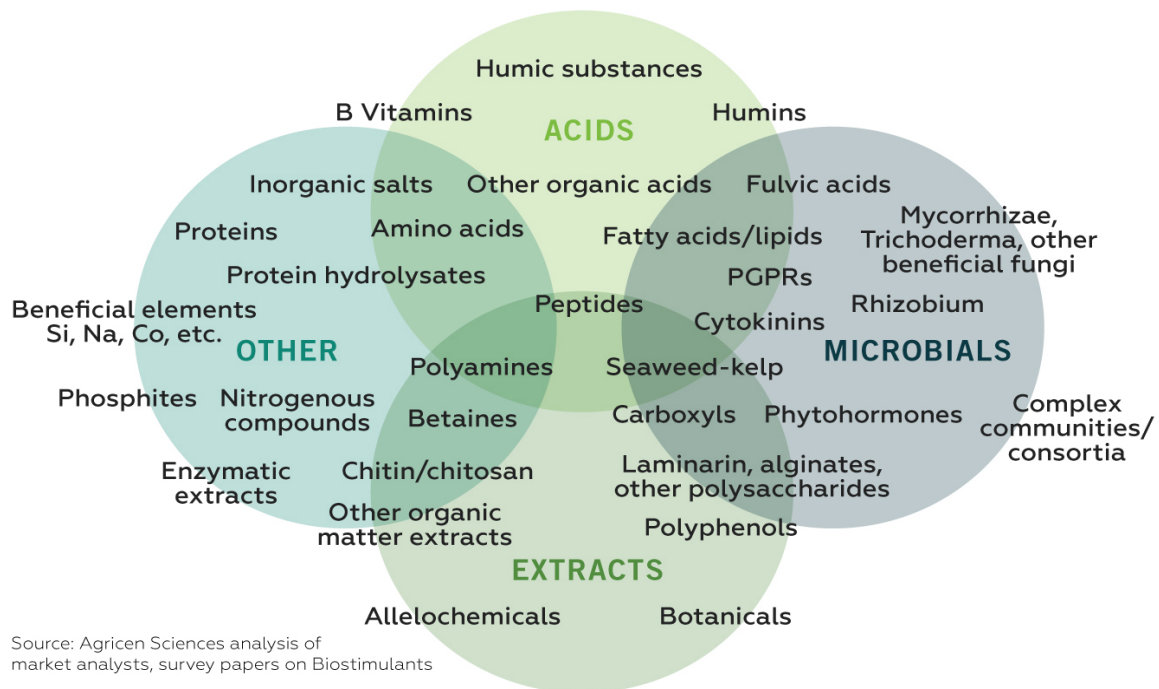 Humic substances
B Vitamins
Humins
ACIDS
Inorganic salts
Other organic acids
Fulvic acids
Proteins
Amino acids
Fatty acids/lipids
Mycorrhizae,
Trichoderma, other
beneficial fungi
Protein hydrolysates
PGPRs
Peptides
Rhizobium
Beneficial elements
Si, Na, Co, etc.
Cytokinins
OTHER
MICROBIALS
Polyamines
Seaweed-kelp
Phosphites
Nitrogenous
compounds
Betaines
Carboxyls
Phytohormones
Complex
communities/
consortia
Enzymatic
extracts
Chitin/chitosan
Laminarin, alginates,
other polysaccharides
Other organic
matter extracts
Polyphenols
EXTRACTS
Allelochemicals
Botanicals
Source: Agricen Sciences analysis of
market analysts, survey papers on Biostimulants